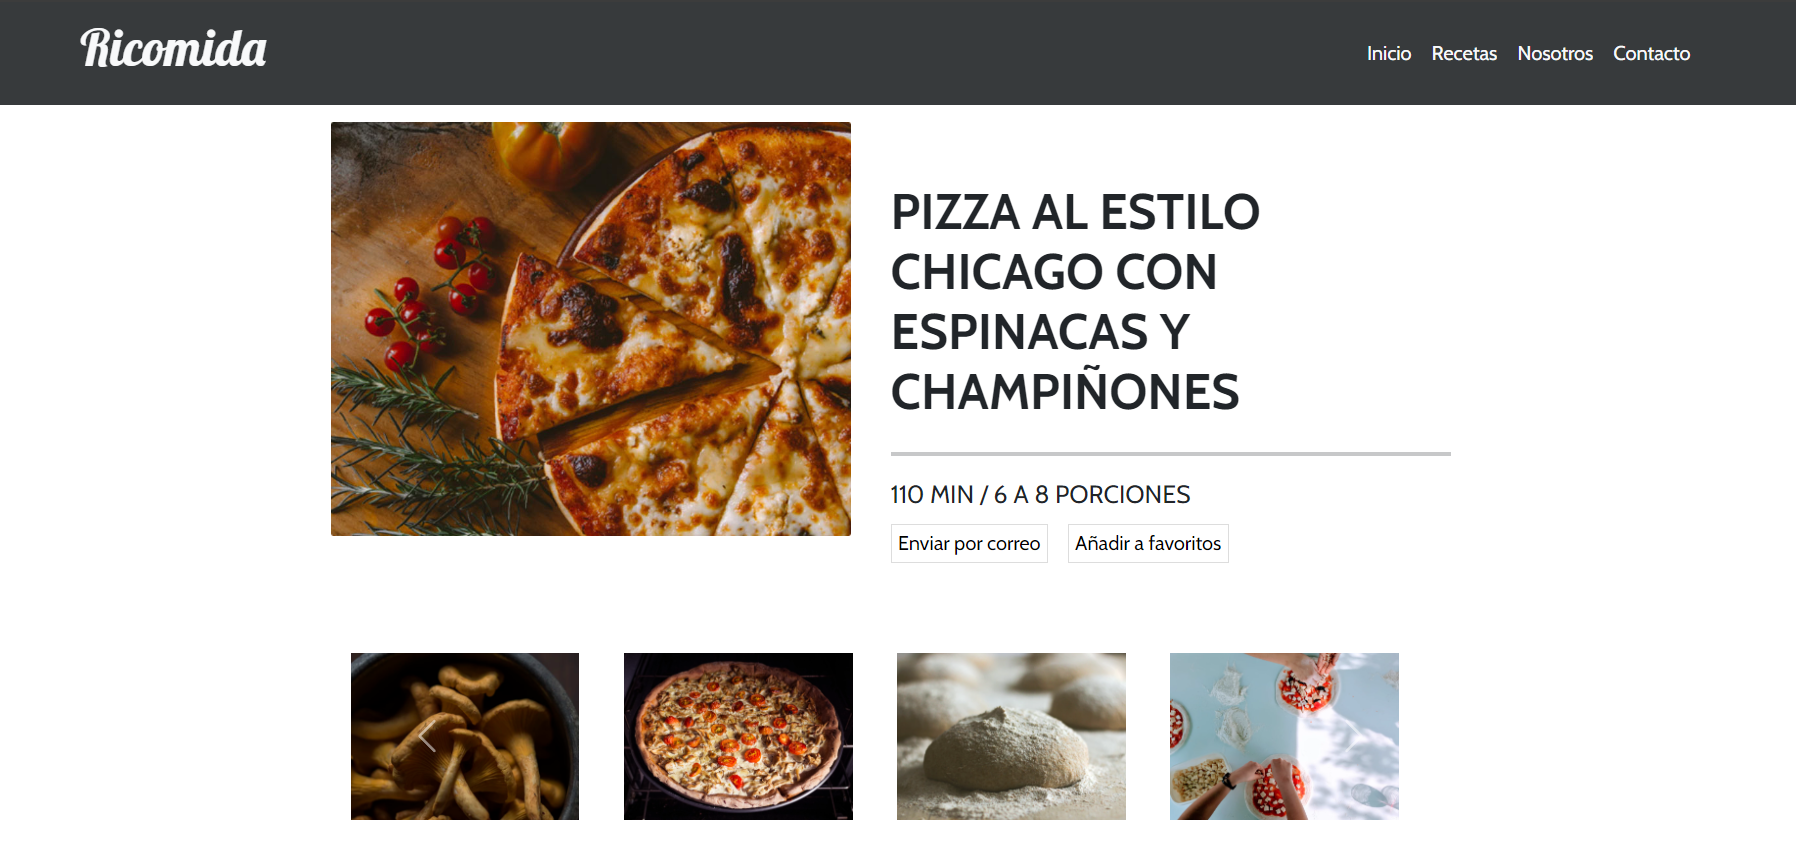 Ricomida
Inicio Recetas Nosotros Contacto
PIZZA AL ESTILO
CHICAGO CON
ESPINACAS Y
CHAMPIÑONES
110 MIN / 6 A 8 PORCIONES
Enviar por correo Añadir a favoritos